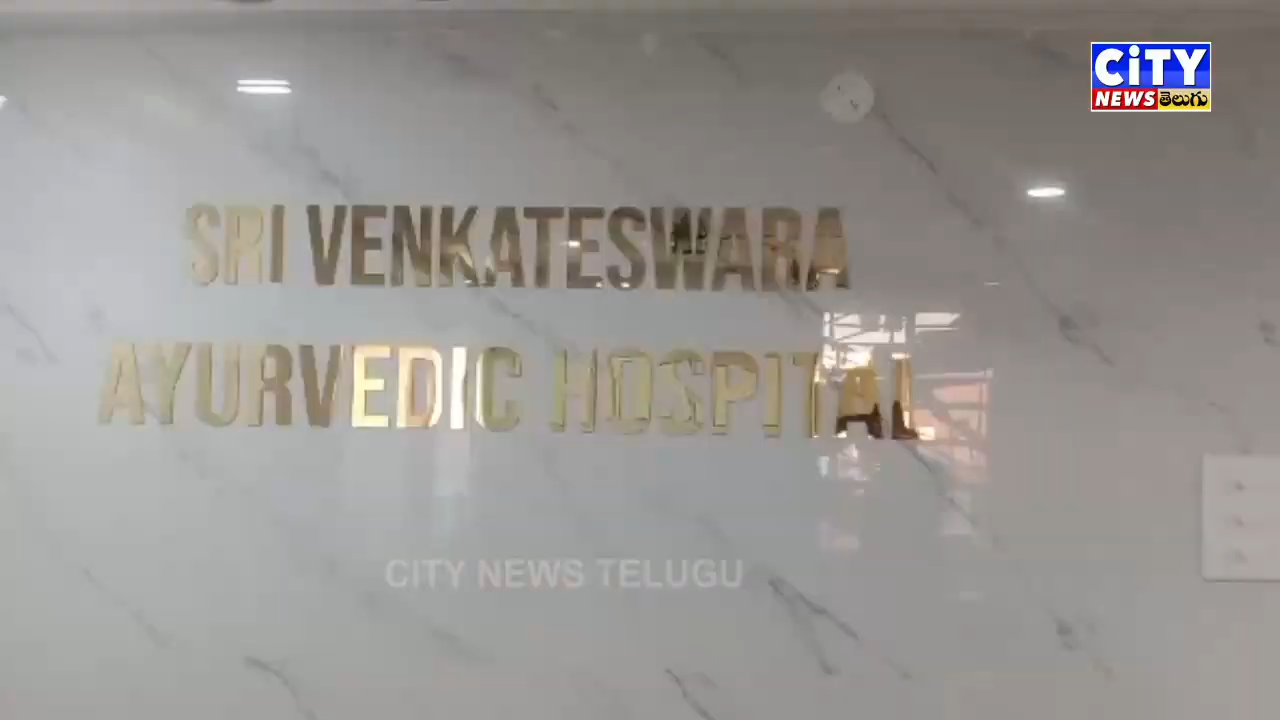 CiTY
NEWS తెలుగు
SRI VENKATESWARA
AYURVEDIC HOSPITAL
CITY NEWS TELUGU